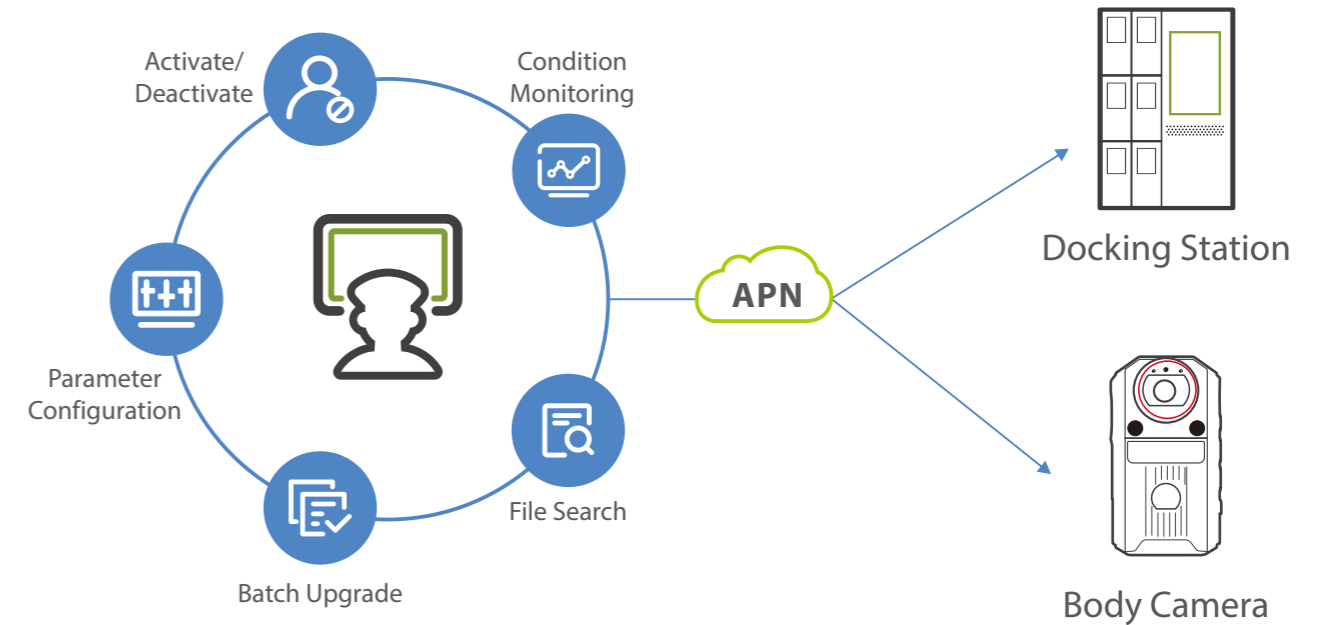 Activate/
Deactivate
Condition
Monitoring
Parameter
Configuration
Batch Upgrade
File Search
APN
Docking Station
Body Camera